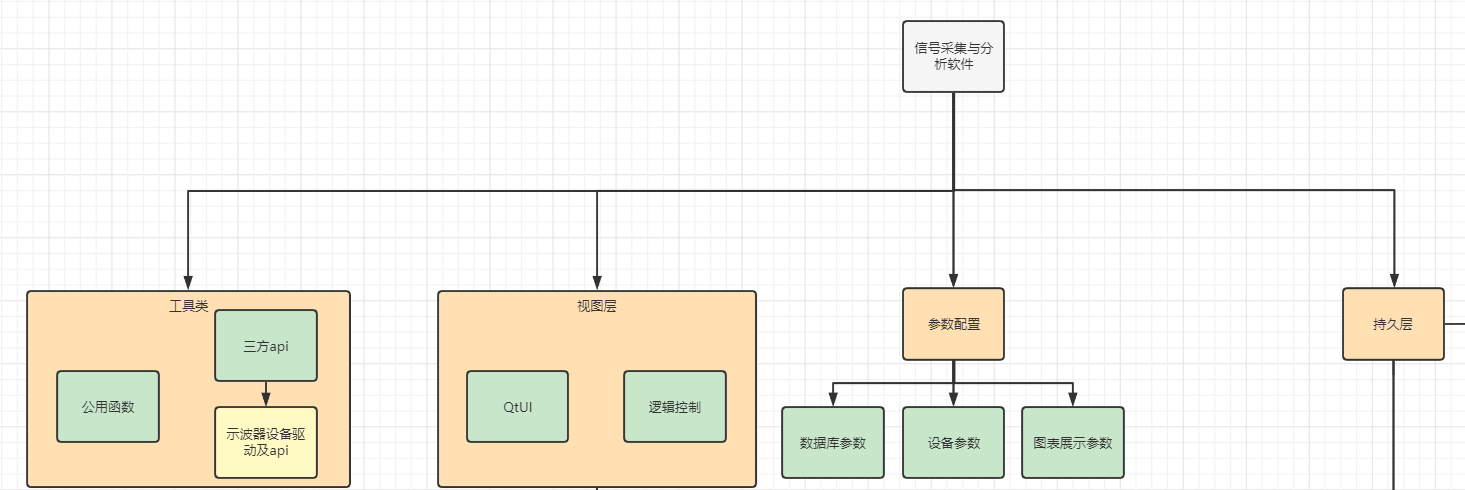 信号采集与分
析软件
工具类
三方api
公用函数
示波器设备驱
动及api
视图层
QtUI
逻辑控制
参数配置
数据库参数
设备参数
图表展示参数
持久层